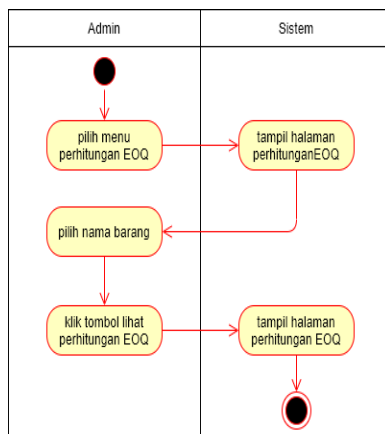 Admin
Sistem
pilih menu
perhitungan EOQ
tampil halaman
perhitunganEOQ
pilih nama barang
klik tombol lihat
perhitungan EOQ
tampil halaman
perhitungan EOQ